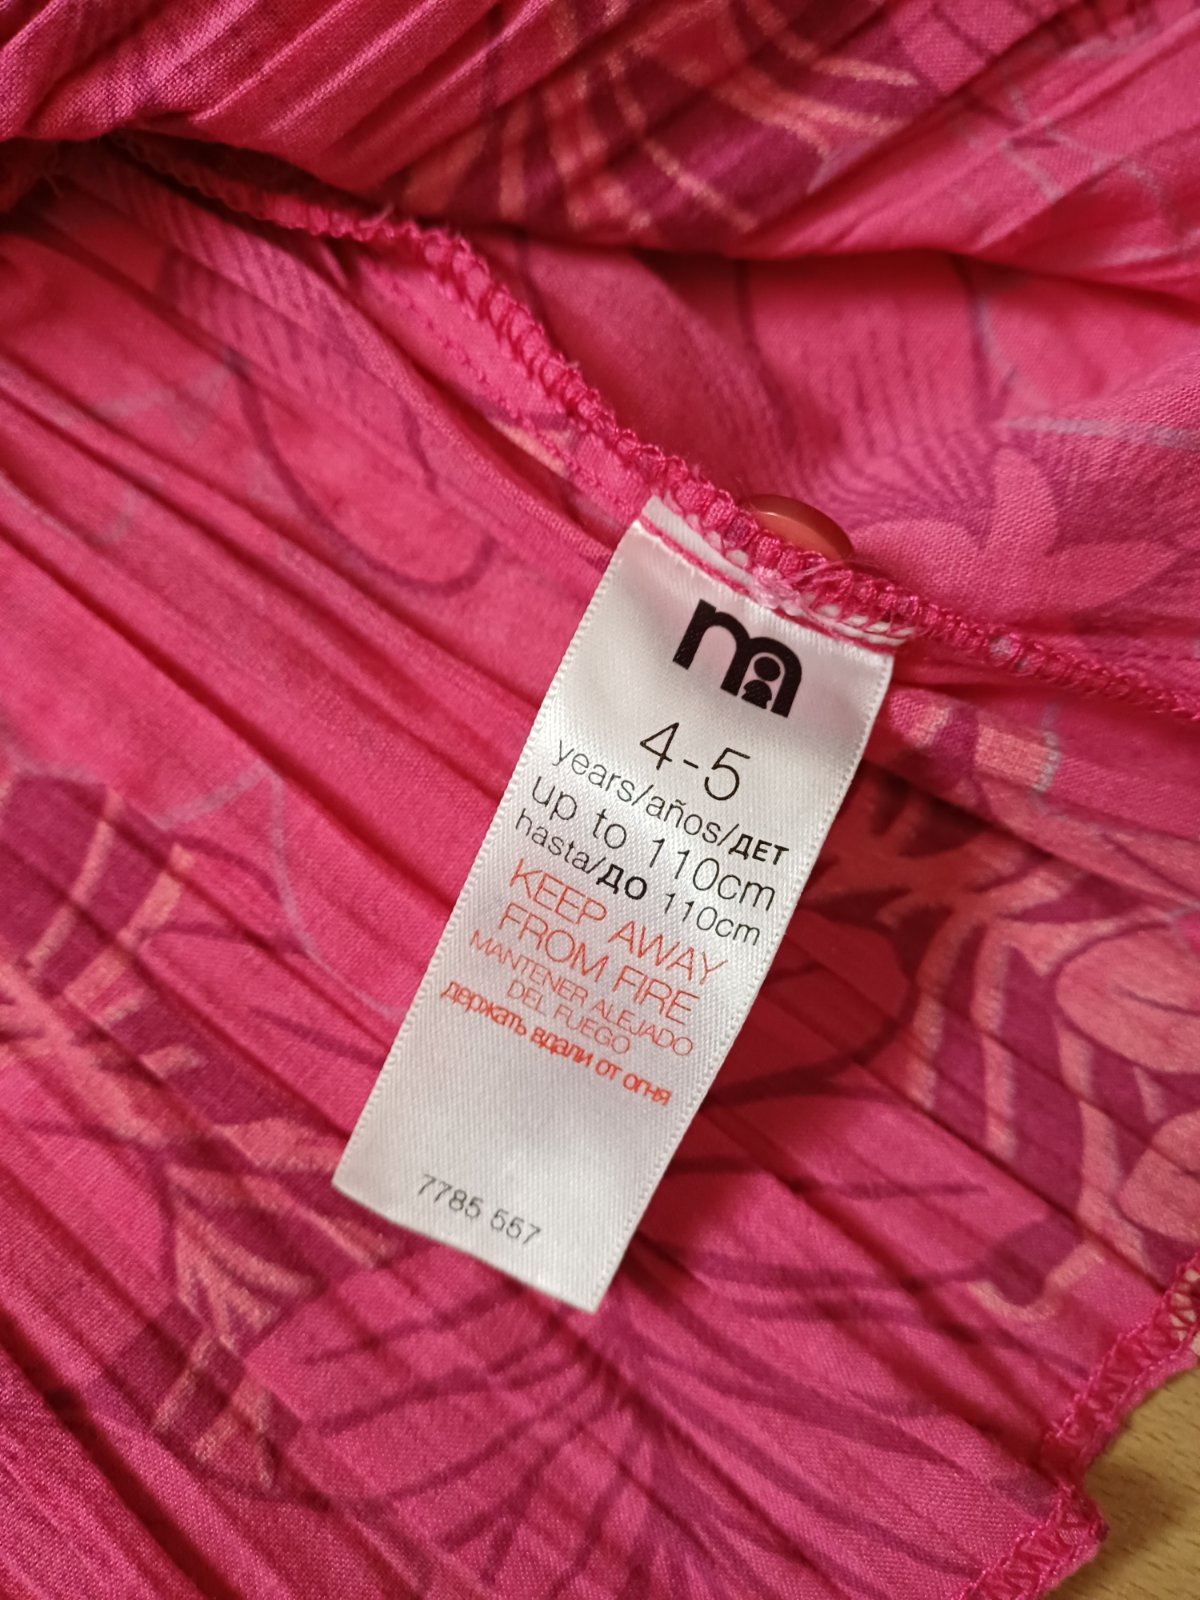 m
4-5
years/años/дет
up to 110cm
hasta/до 110cm
KEEP AWAY
FROM FIRE
MANTENER ALEJADO
DEL FUEGO
держать вдали от огня
7785 557